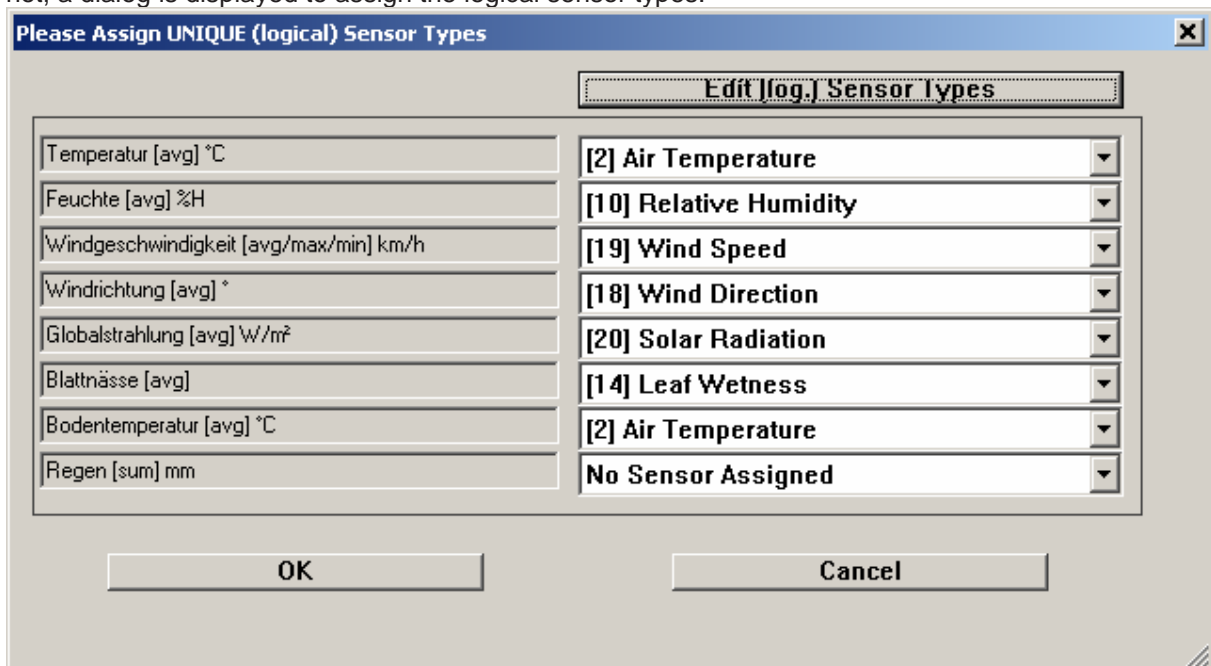 not, a dialog is displayed to assign the logical sensor types.
Please Assign UNIQUE (logical) Sensor Types
Edit (log.) Sensor Types
Temperatur [avg] °C [2] Air Temperature
Feuchte [avg] %H [10] Relative Humidity
Windgeschwindigkeit [avg/max/min] km/h [19] Wind Speed
Windrichtung [avg] ° [18] Wind Direction
Globalstrahlung [avg] W/m² [20] Solar Radiation
Blattnässe [avg] [14] Leaf Wetness
Bodentemperatur [avg] °C [2] Air Temperature
Regen [sum] mm No Sensor Assigned
OK Cancel